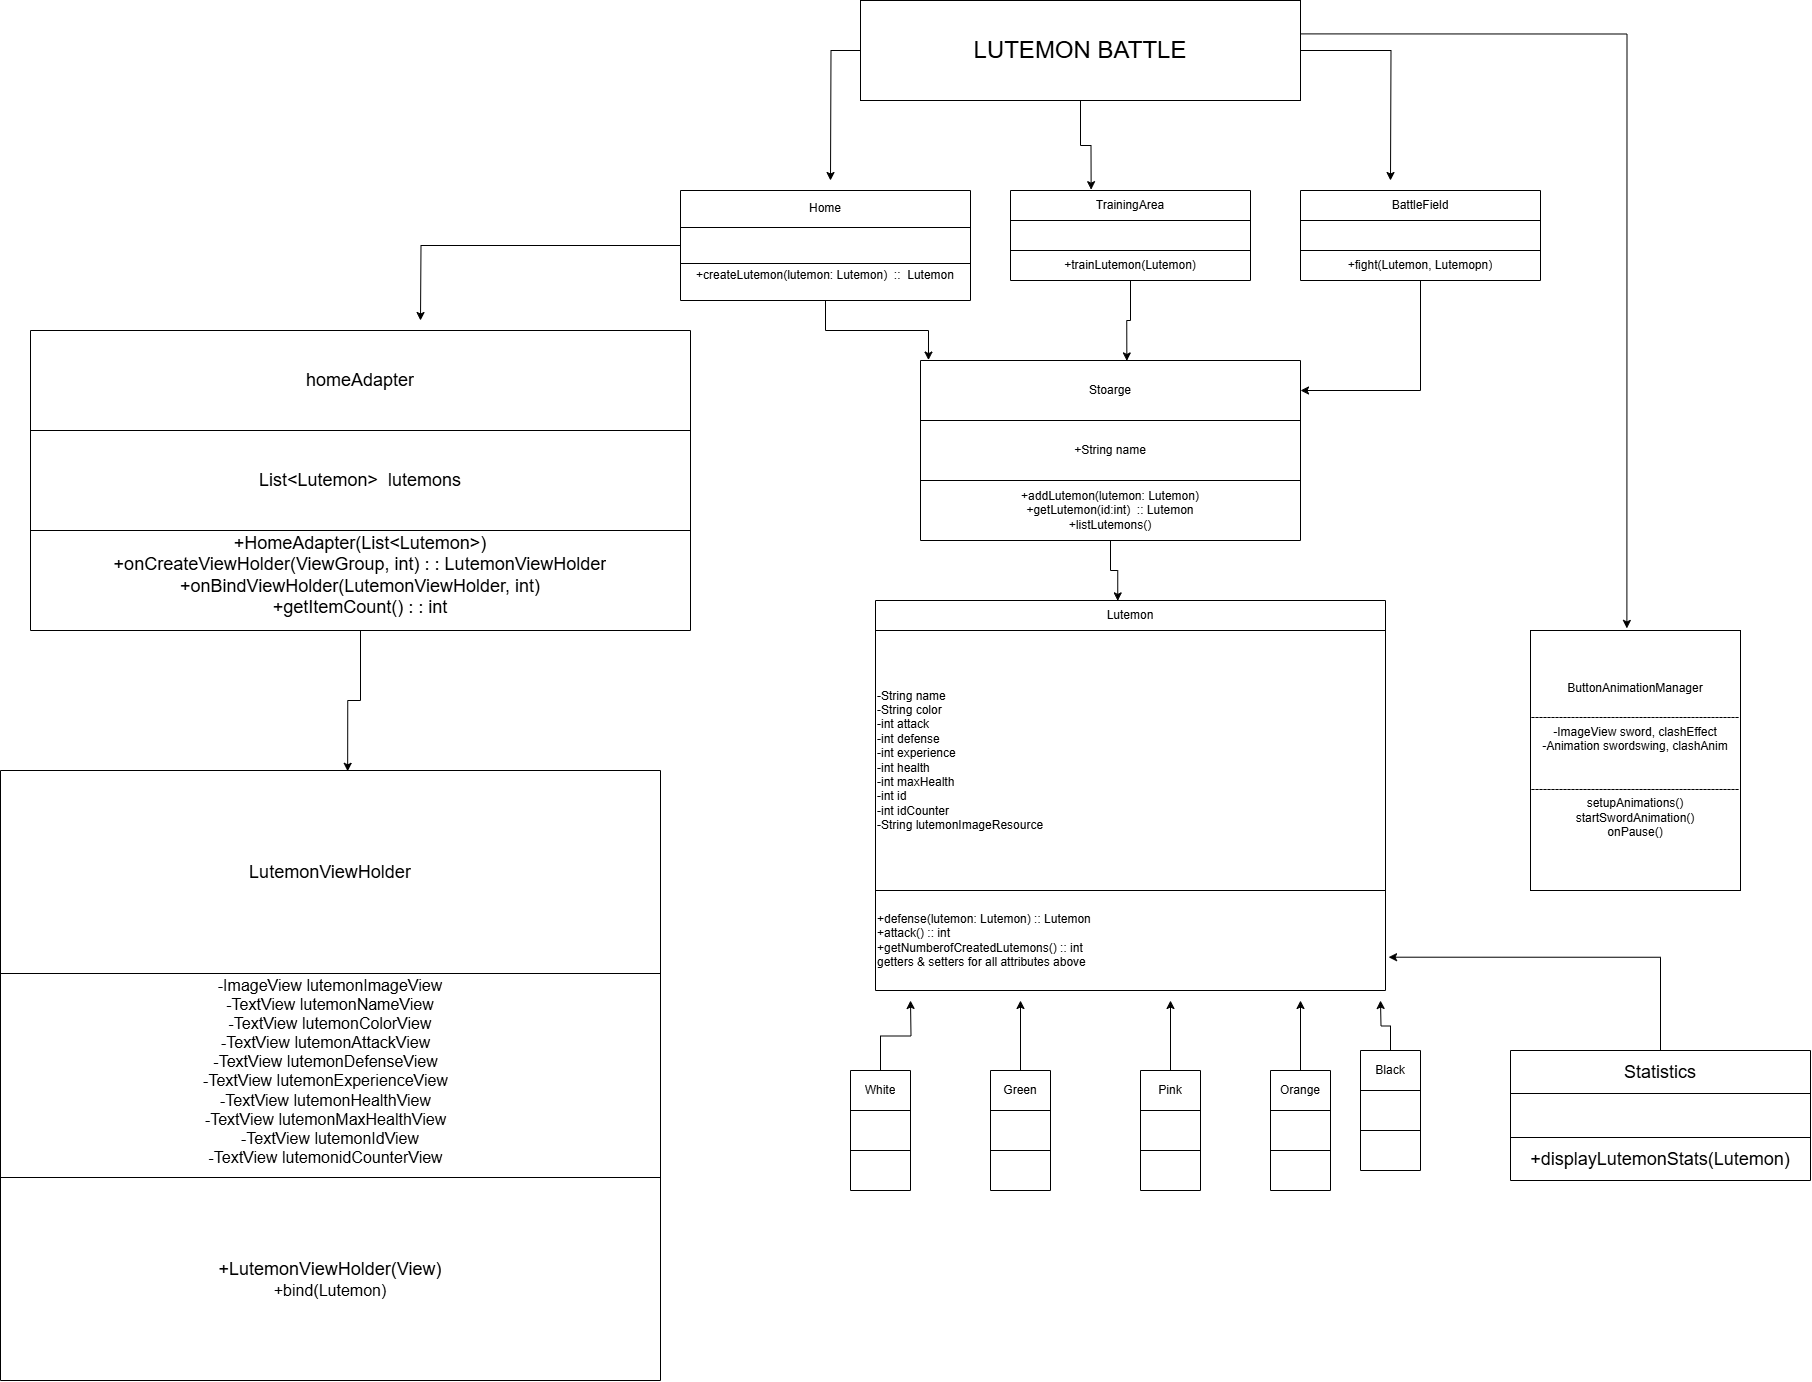 LUTEMON BATTLE
Home
+createLutemon(lutemon: Lutemon)  ::  Lutemon
TrainingArea
+trainLutemon(Lutemon)
BattleField
+fight(Lutemon, Lutemopn)
homeAdapter
List<Lutemon>  lutemons
+HomeAdapter(List<Lutemon>)
+onCreateViewHolder(ViewGroup, int) : : LutemonViewHolder
+onBindViewHolder(LutemonViewHolder, int)
+getItemCount() : : int
Stoarge
+String name
+addLutemon(lutemon: Lutemon)
+getLutemon(id:int)  :: Lutemon
+listLutemons()
Lutemon
-String name
-String color
-int attack
-int defense
-int experience
-int health
-int maxHealth
-int id
-int idCounter
-String lutemonImageResource
+defense(lutemon: Lutemon) :: Lutemon
+attack() :: int
+getNumberofCreatedLutemons() :: int
getters & setters for all attributes above
ButtonAnimationManager
-ImageView sword, clashEffect
-Animation swordswing, clashAnim
setupAnimations()
startSwordAnimation()
onPause()
LutemonViewHolder
-ImageView lutemonImageView
-TextView lutemonNameView
-TextView lutemonColorView
-TextView lutemonAttackView
-TextView lutemonDefenseView
-TextView lutemonExperienceView
-TextView lutemonHealthView
-TextView lutemonMaxHealthView
-TextView lutemonIdView
-TextView lutemonidCounterView
+LutemonViewHolder(View)
+bind(Lutemon)
White
Green
Pink
Orange
Black
Statistics
+displayLutemonStats(Lutemon)